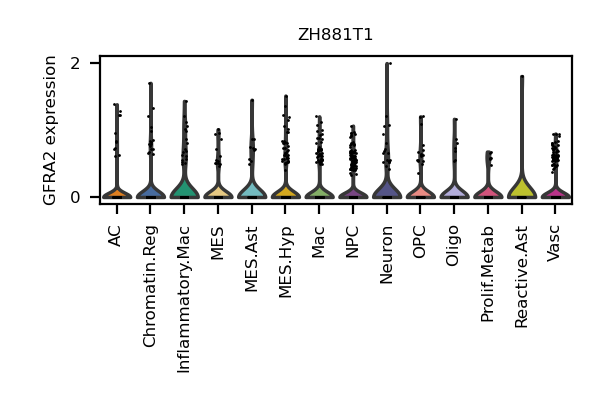 ZH881T1
GFRA2 expression
2
0
AC
Chromatin.Reg
Inflammatory.Mac
MES
MES.Ast
MES.Hyp
Mac
NPC
Neuron
OPC
Oligo
Prolif.Metab
Reactive.Ast
Vasc